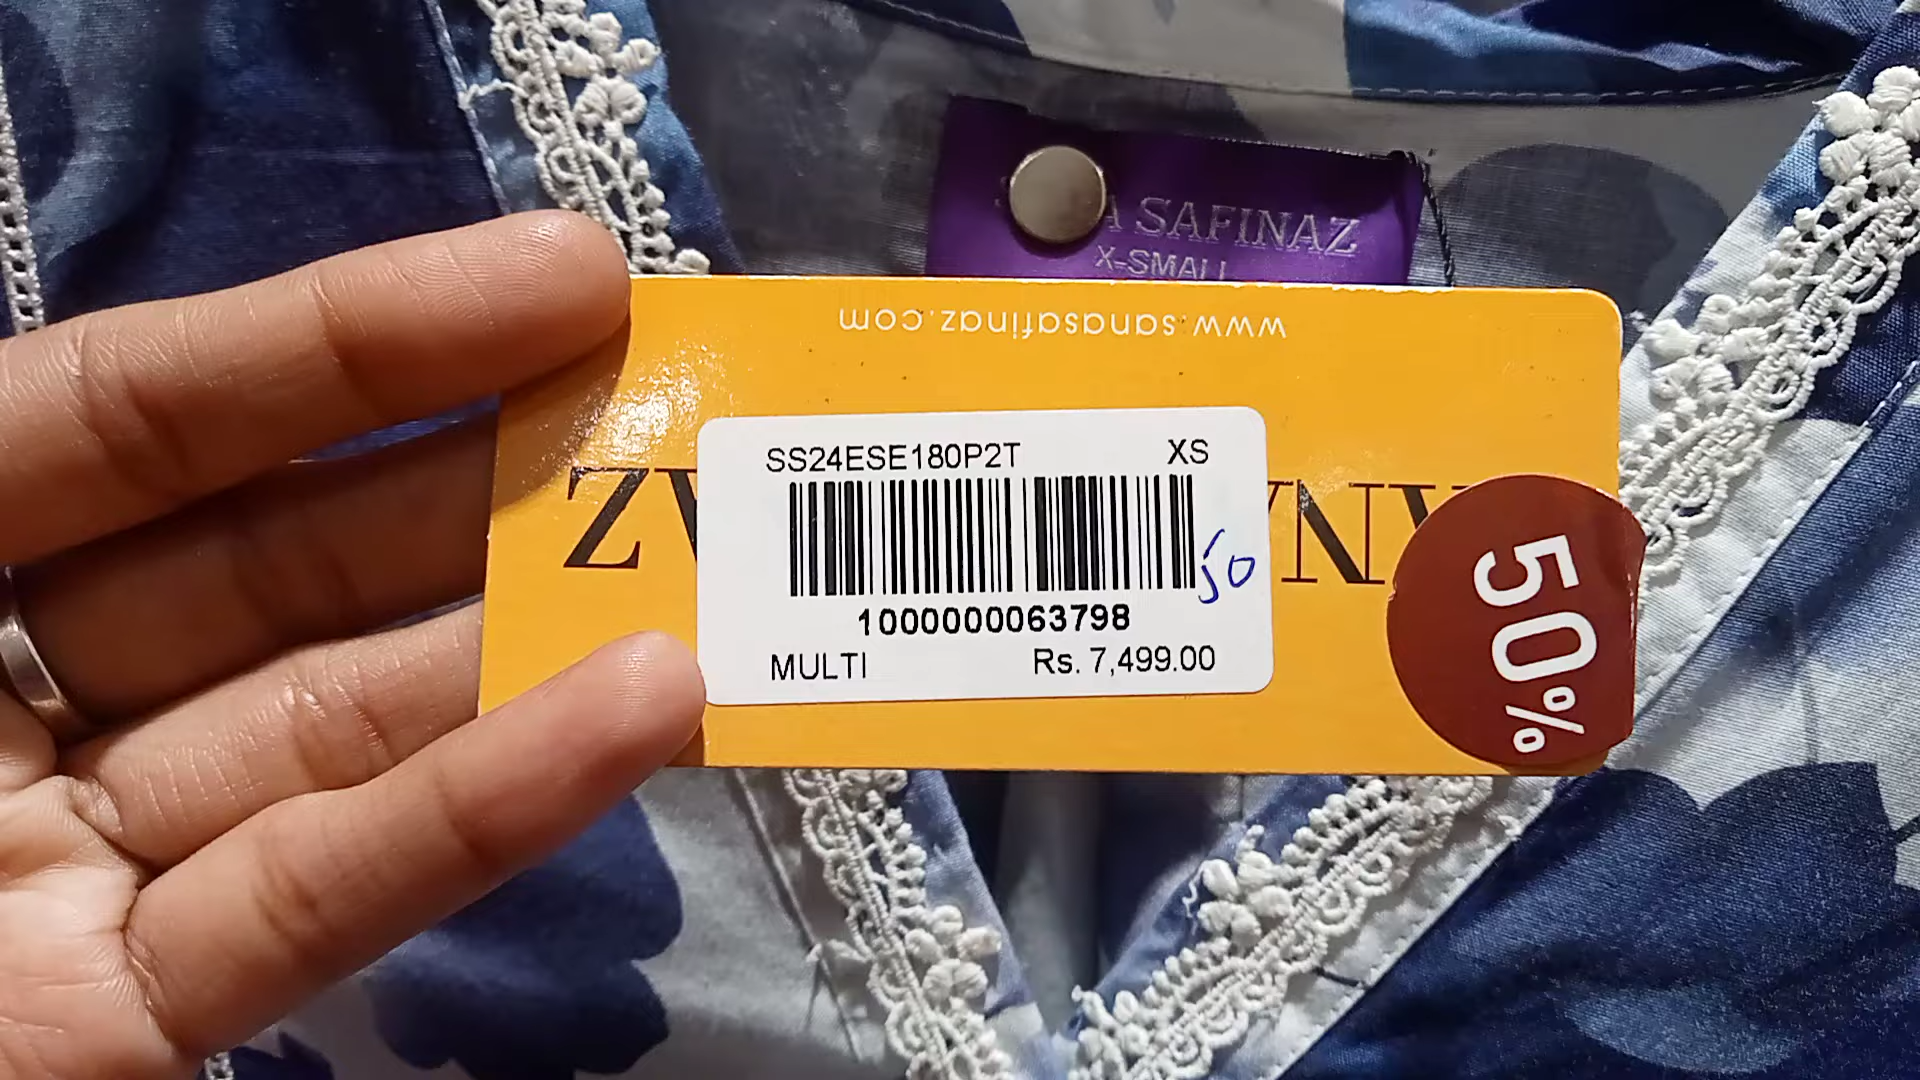 SAFINAZ
X-SMALL
www.sanasafinaz.com
SS24ESE180P2T XS
50
1000000063798
MULTI Rs. 7,499.00
50%